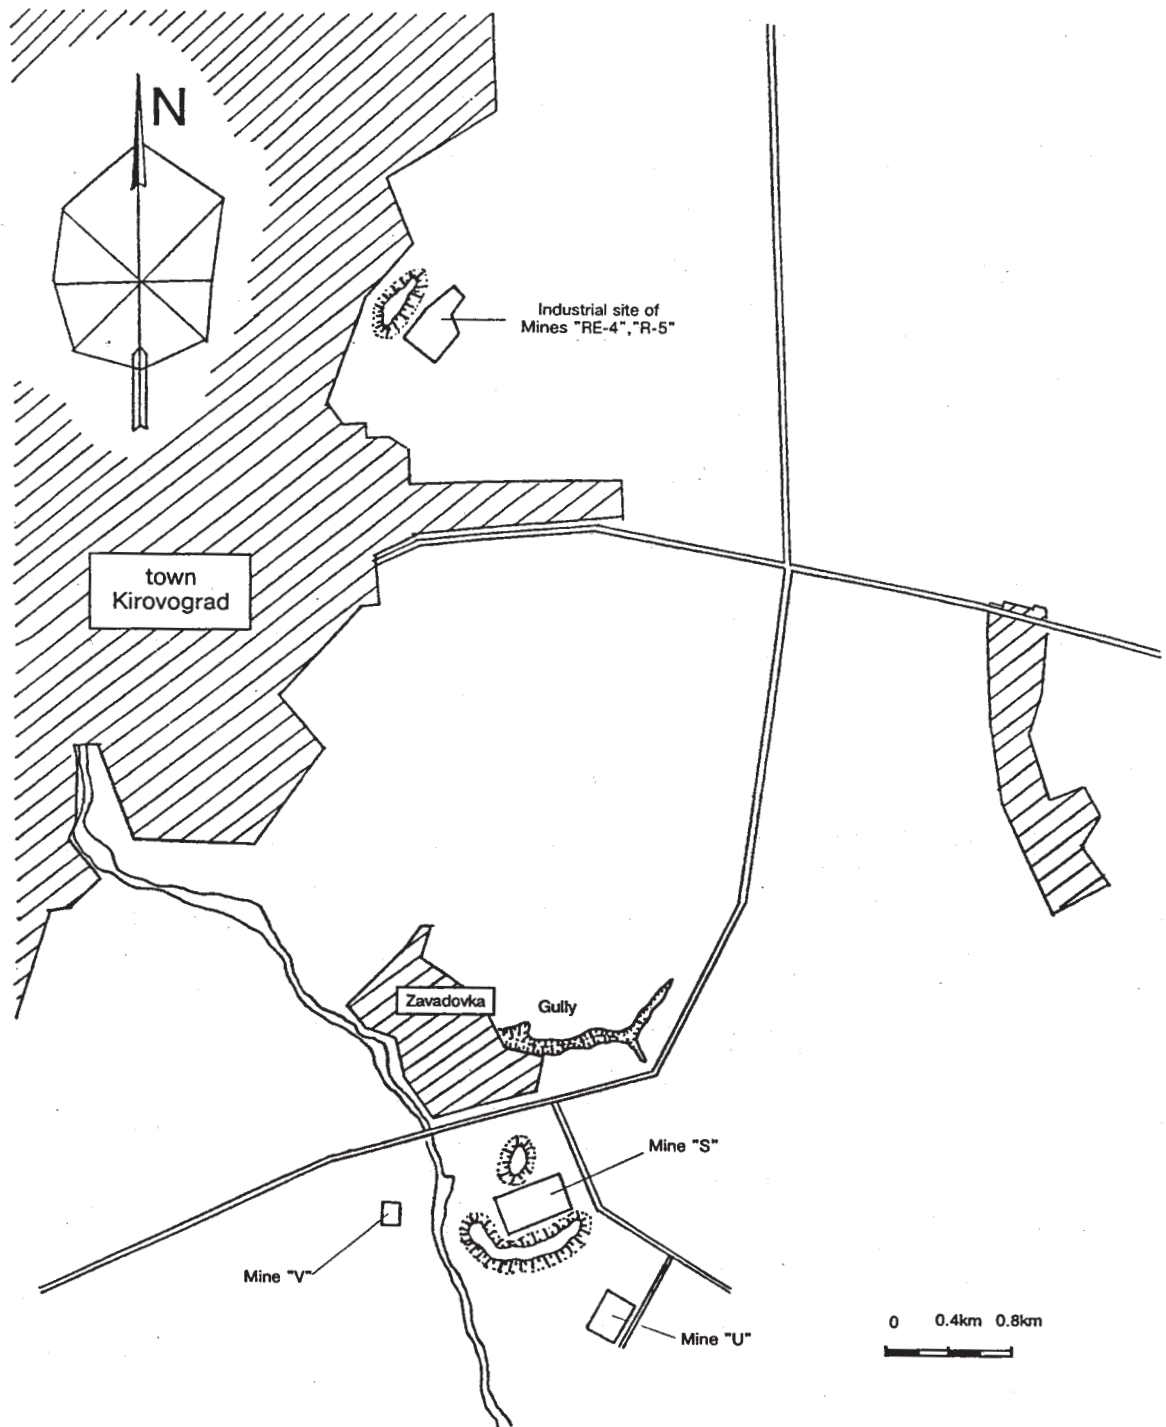 N
Industrial site of
Mines "RE-4","R-5"
town
Kirovograd
Zavadovka
Gully
Mine "S"
Mine "V"
Mine "U"
0 0.4km 0.8km